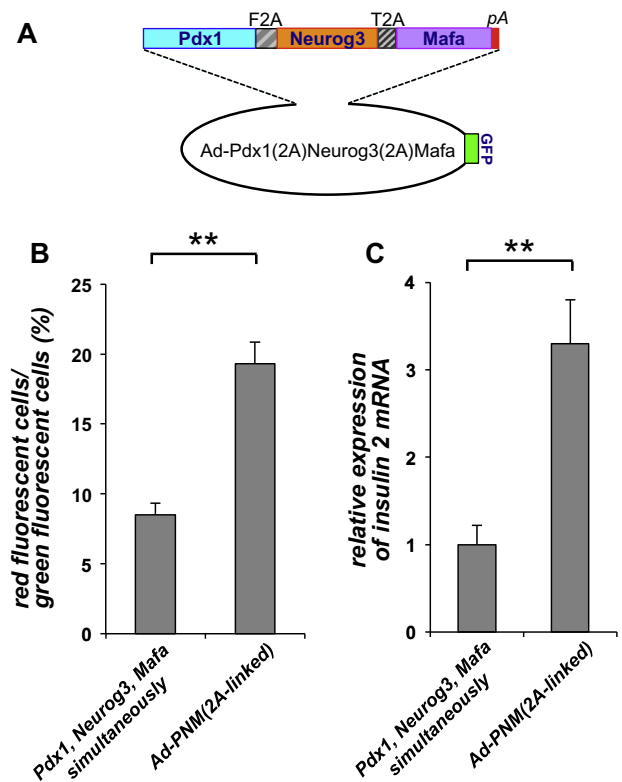 A
F2A
T2A
pA
Pdx1
Neurog3
Mafa
Ad-Pdx1(2A)Neurog3(2A)Mafa
GFP
B
**
25
20
15
10
5
0
red fluorescent cells/
green fluorescent cells (%)
Pdx1, Neurog3, Mafa
simultaneously
Ad-PNM(2A-linked)
C
**
4
3
2
1
0
relative expression
of insulin 2 mRNA
Pdx1, Neurog3, Mafa
simultaneously
Ad-PNM(2A-linked)